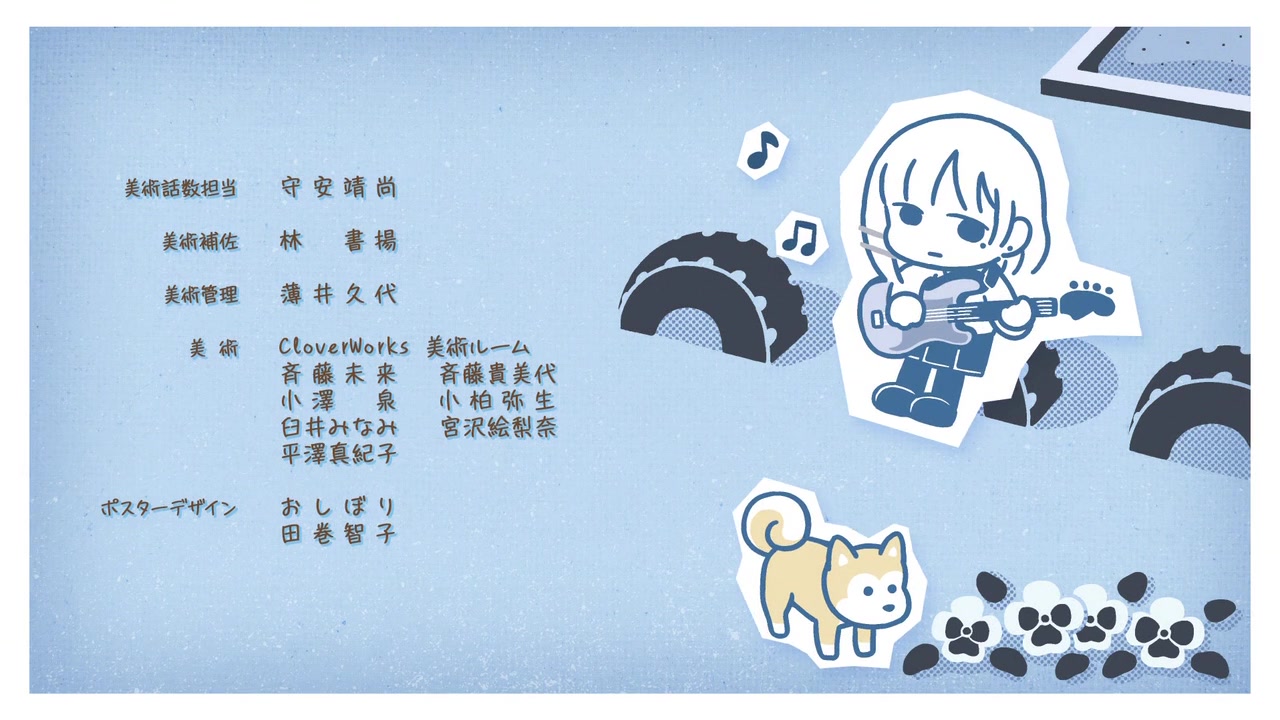 美術話数担当 守安靖尚
美術補佐 林 書揚
美術管理 薄井久代
美術 CloverWorks 美術ルーム
斉藤未来 斉藤貴美代
小澤 泉 小柏弥生
臼井みなみ 宮沢絵梨奈
平澤真紀子
ポスターデザイン おしぼり
田巻智子